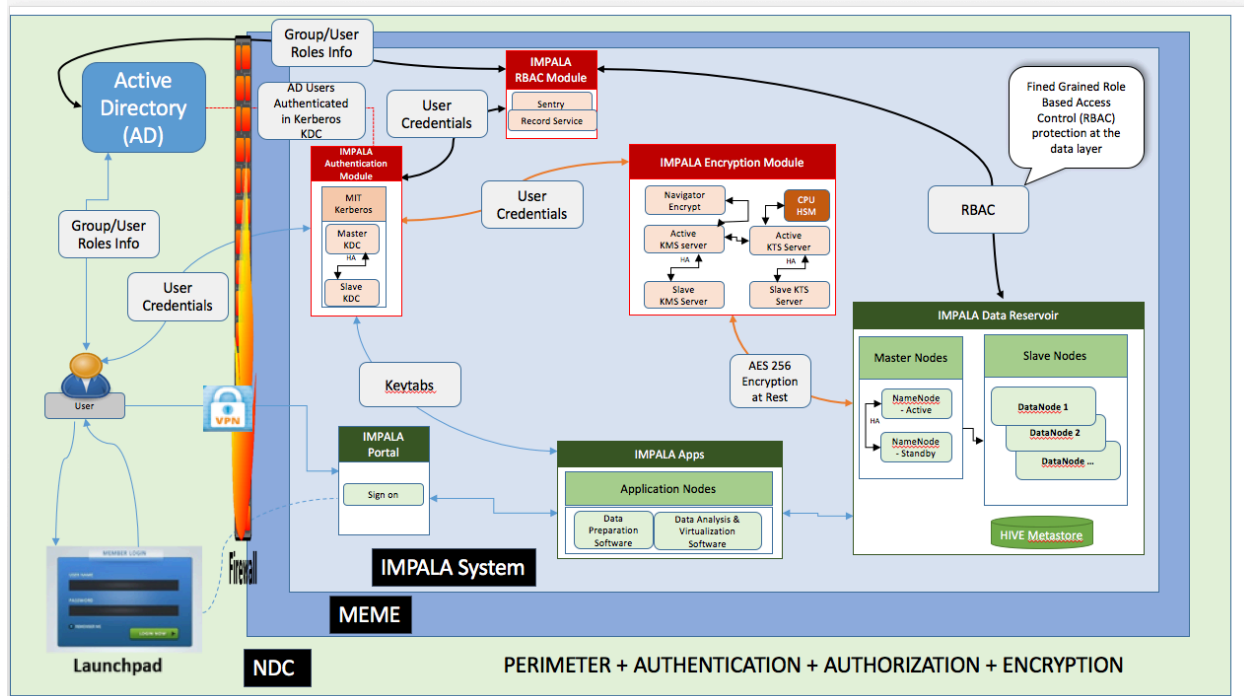 Group/User
Roles Info
Active
Directory
(AD)
AD Users
Authenticated
in Kerberos
KDC
User
Credentials
IMPALA
RBAC Module
Sentry
Record Service
Fined Grained Role
Based Access
Control (RBAC)
protection at the
data layer
RBAC
IMPALA
Authentication
Module
MIT
Kerberos
Master
KDC
HA
Slave
KDC
User
Credentials
IMPALA Encryption Module
Navigator
Encrypt
CPU
HSM
Active
KMS server
Active
KTS Server
HA
HA
Slave
KMS Server
Slave KTS
Server
Group/User
Roles Info
User
Credentials
User
VPN
Firewall
Keytabs
AES 256
Encryption
at Rest
IMPALA Data Reservoir
Master Nodes
NameNode
- Active
HA
NameNode
- Standby
Slave Nodes
DataNode 1
DataNode 2
DataNode ...
HIVE Metastore
IMPALA
Portal
Sign on
IMPALA Apps
Application Nodes
Data
Preparation
Software
Data Analysis &
Virtualization
Software
IMPALA System
MEME
NDC
MEMBER LOGIN
USER NAME
PASSWORD
LOGIN NOW
Launchpad
PERIMETER + AUTHENTICATION + AUTHORIZATION + ENCRYPTION